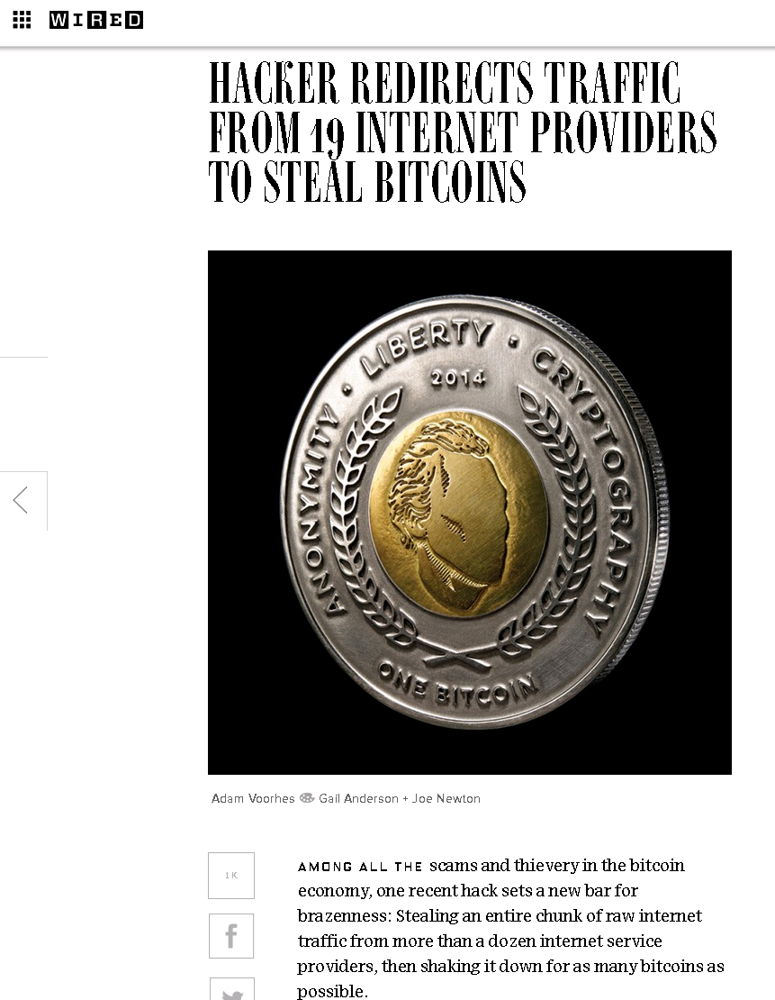 WIRED
HACKER REDIRECTS TRAFFIC
FROM 19 INTERNET PROVIDERS
TO STEAL BITCOINS
ANONYMITY · LIBERTY · CRYPTOGRAPHY
2014
ONE BITCOIN
Adam Voorhes Gail Anderson + Joe Newton
1K
AMONG ALL THE scams and thievery in the bitcoin
economy, one recent hack sets a new bar for
brazenness: Stealing an entire chunk of raw internet
traffic from more than a dozen internet service
providers, then shaking it down for as many bitcoins as
possible.